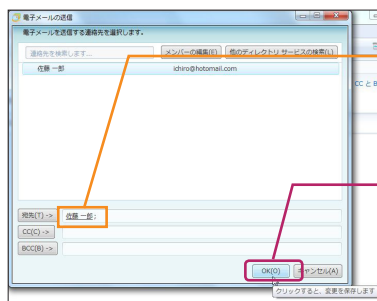 電子メールの送信
電子メールを送信する連絡先を選択します。
連絡先を検索します...
メンバーの編集(E)
他のディレクトリ サービスの検索(L)
佐藤 一郎 ichiro@hotomail.com
CC と B
宛先(T) -> 佐藤 一郎;
CC(C) ->
BCC(B) ->
OK(O) キャンセル(A)
クリックすると、変更を保存します